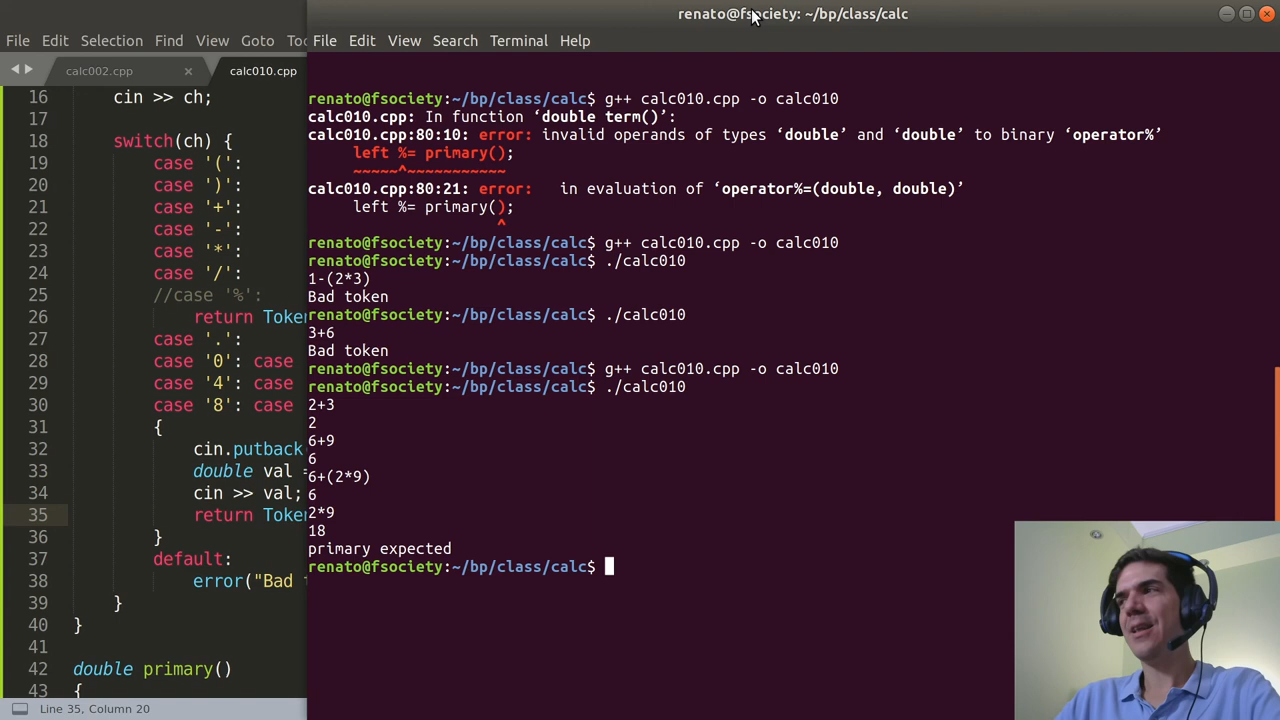 renato@fsociety: ~/bp/class/calc
File Edit Selection Find View Goto Too
File Edit View Search Terminal Help
calc002.cpp × calc010.cpp
16 cin >> ch;
17
18 switch(ch) {
19 case '(':
20 case ')':
21 case '+':
22 case '-':
23 case '*':
24 case '/':
25 //case '%':
26 return Token
27 case '.':
28 case '0': case
29 case '4': case
30 case '8': case
31 {
32 cin.putback
33 double val =
34 cin >> val;
35 return Token
36 }
37 default:
38 error("Bad t
39 }
40 }
41
42 double primary()
43 {
Line 35, Column 20
renato@fsociety:~/bp/class/calc$ g++ calc010.cpp -o calc010
calc010.cpp: In function ‘double term()’:
calc010.cpp:80:10: error: invalid operands of types ‘double’ and ‘double’ to binary ‘operator%’
left %= primary();
~~~~~^~~~~~~~~~~~
calc010.cpp:80:21: error:   in evaluation of ‘operator%=(double, double)’
left %= primary();
^
renato@fsociety:~/bp/class/calc$ g++ calc010.cpp -o calc010
renato@fsociety:~/bp/class/calc$ ./calc010
1-(2*3)
Bad token
renato@fsociety:~/bp/class/calc$ ./calc010
3+6
Bad token
renato@fsociety:~/bp/class/calc$ g++ calc010.cpp -o calc010
renato@fsociety:~/bp/class/calc$ ./calc010
2+3
2
6+9
6
6+(2*9)
6
2*9
18
primary expected
renato@fsociety:~/bp/class/calc$